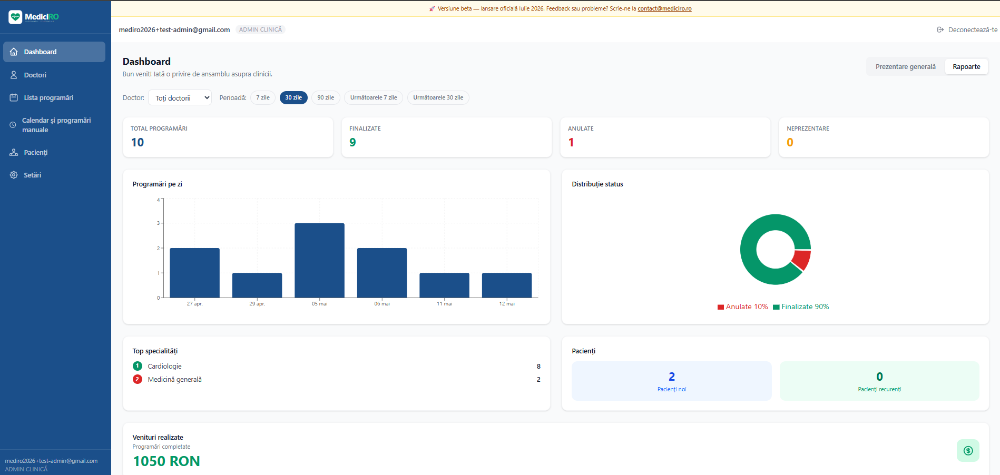 🚀 Versiune beta — lansare oficială Iulie 2026. Feedback sau probleme? Scrie-ne la contact@mediciro.ro
MediciRO
mediro2026+test-admin@gmail.com ADMIN CLINICĂ
Deconectează-te
Dashboard
Doctori
Lista programări
Calendar și programări
manuale
Pacienți
Setări
mediro2026+test-admin@gmail.com
ADMIN CLINICĂ
Dashboard
Bun venit! Iată o privire de ansamblu asupra clinicii.
Prezentare generală Rapoarte
Doctor: Toți doctorii Perioadă: 7 zile 30 zile 90 zile Următoarele 7 zile Următoarele 30 zile
TOTAL PROGRAMĂRI
10
FINALIZATE
9
ANULATE
1
NEPREZENTARE
0
Programări pe zi
4
3
2
1
0
27 apr. 29 apr. 05 mai 06 mai 11 mai 12 mai
Distribuție status
Anulate 10% Finalizate 90%
Top specialități
1 Cardiologie 8
2 Medicină generală 2
Pacienți
2
Pacienți noi
0
Pacienți recurenți
Venituri realizate
Programări completate
1050 RON